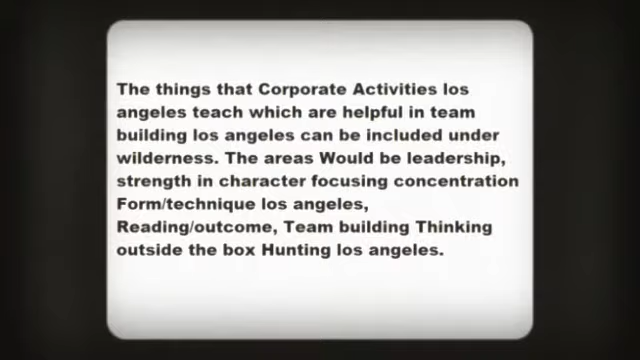 The things that Corporate Activities los
angeles teach which are helpful in team
building los angeles can be included under
wilderness. The areas Would be leadership,
strength in character focusing concentration
Form/technique los angeles,
Reading/outcome, Team building Thinking
outside the box Hunting los angeles.